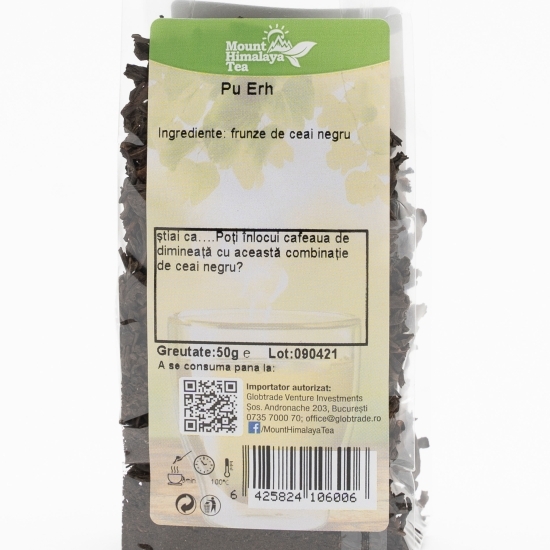 Mount
Himalaya
Tea
Pu Erh
Ingrediente: frunze de ceai negru
știai ca....Poți înlocui cafeaua de
dimineață cu această combinație
de ceai negru?
Greutate:50g e Lot:090421
A se consuma pana la:
Importator autorizat:
Globtrade Venture Investments
Șos. Andronache 203, București
0735 7000 70; office@globtrade.ro
/MountHimalayaTea
min 100°C
6 425824 106006